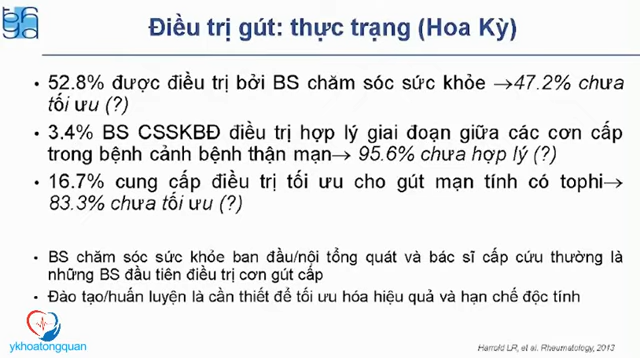 Điều trị gút: thực trạng (Hoa Kỳ)
• 52.8% được điều trị bởi BS chăm sóc sức khỏe →47.2% chưa
tối ưu (?)
• 3.4% BS CSSKBĐ điều trị hợp lý giai đoạn giữa các cơn cấp
trong bệnh cảnh bệnh thận mạn→ 95.6% chưa hợp lý (?)
• 16.7% cung cấp điều trị tối ưu cho gút mạn tính có tophi→
83.3% chưa tối ưu (?)
• BS chăm sóc sức khỏe ban đầu/nội tổng quát và bác sĩ cấp cứu thường là
những BS đầu tiên điều trị cơn gút cấp
• Đào tạo/huấn luyện là cần thiết để tối ưu hóa hiệu quả và hạn chế độc tính
ykhoatongquan
Harrold LR, et al. Rheumatology, 2013